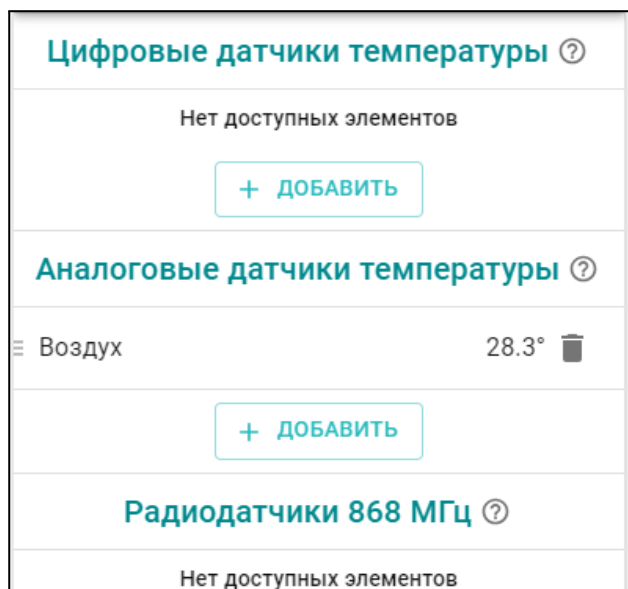 Цифровые датчики температуры ?
Нет доступных элементов
+ ДОБАВИТЬ
Аналоговые датчики температуры ?
Воздух 28.3°
+ ДОБАВИТЬ
Радиодатчики 868 МГц ?
Нет доступных элементов